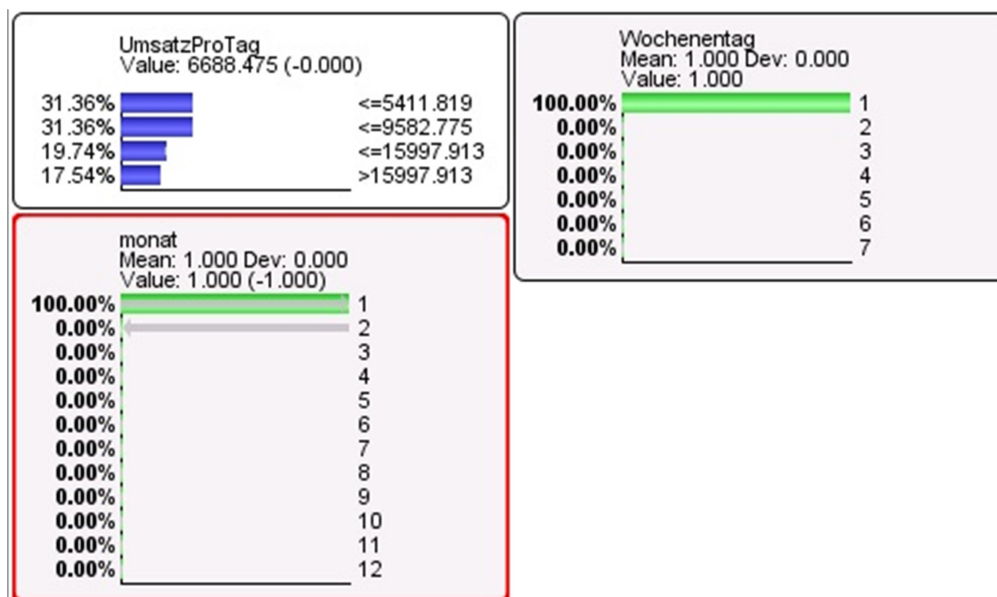 UmsatzProTag
Value: 6688.475 (-0.000)
31.36% <=5411.819
31.36% <=9582.775
19.74% <=15997.913
17.54% >15997.913
Wochenentag
Mean: 1.000 Dev: 0.000
Value: 1.000
100.00% 1
0.00% 2
0.00% 3
0.00% 4
0.00% 5
0.00% 6
0.00% 7
monat
Mean: 1.000 Dev: 0.000
Value: 1.000 (-1.000)
100.00% 1
0.00% 2
0.00% 3
0.00% 4
0.00% 5
0.00% 6
0.00% 7
0.00% 8
0.00% 9
0.00% 10
0.00% 11
0.00% 12